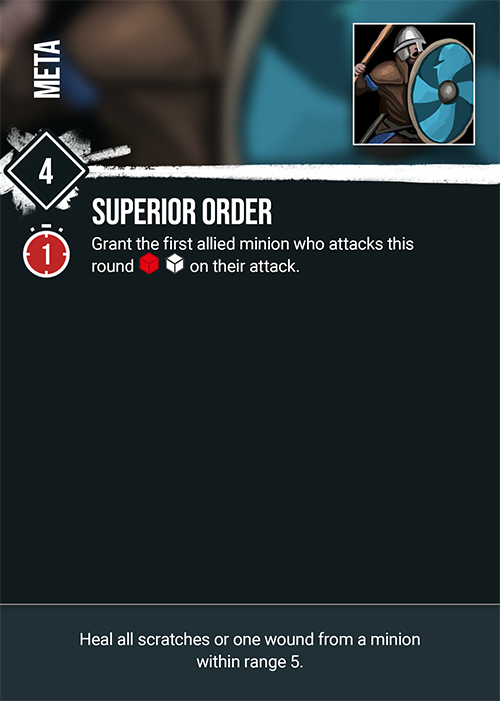 META
4
SUPERIOR ORDER
1
Grant the first allied minion who attacks this
round on their attack.
Heal all scratches or one wound from a minion
within range 5.